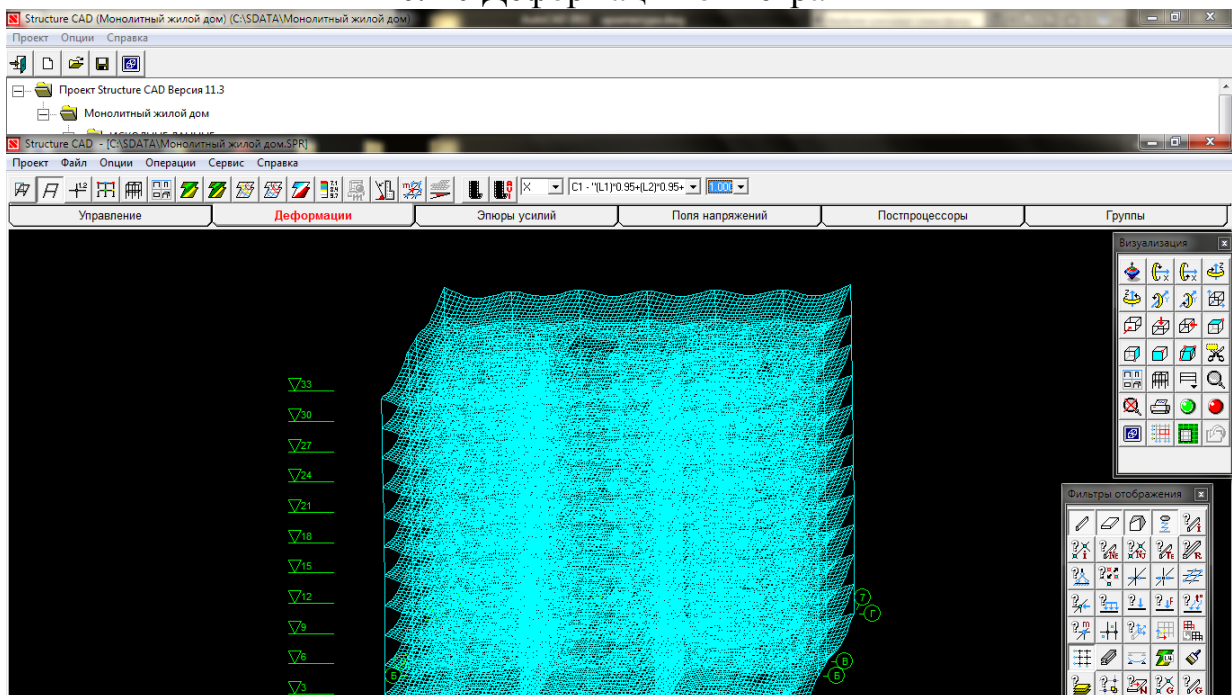 Structure CAD (Монолитный жилой дом) (C:\SDATA\Монолитный жилой дом)
Проект Опции Справка
Проект Structure CAD Версия 11.3
Монолитный жилой дом
ИСХОДНЫЕ ДАННЫЕ
Structure CAD - [C:\SDATA\Монолитный жилой дом.SPR]
Проект Файл Опции Операции Сервис Справка
X C1 - "(L1)*0.95+(L2)*0.95+
Управление Деформации Эпюры усилий Поля напряжений Постпроцессоры Группы
Визуализация
33
30
27
24
Фильтры отображения
21
18
15
12
7
Г
9
6
В
Б
Б
3